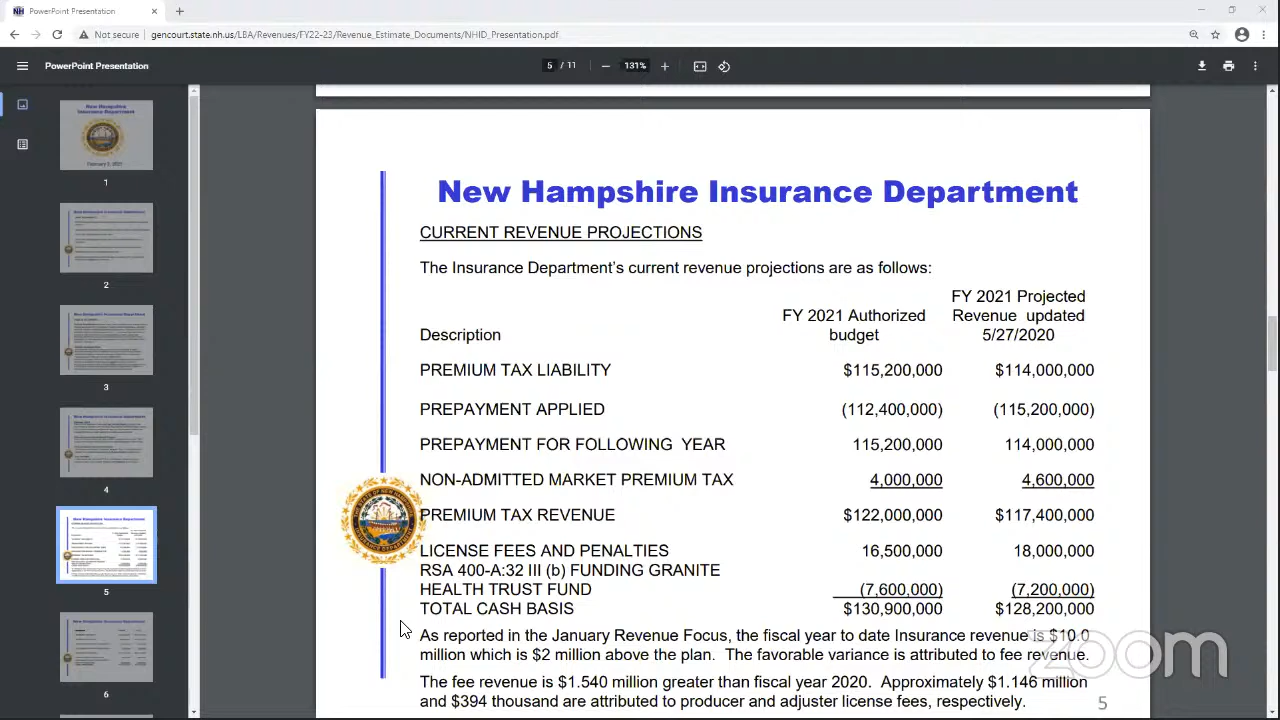 NH PowerPoint Presentation
Not secure | gencourt.state.nh.us/LBA/Revenues/FY22-23/Revenue_Estimate_Documents/NHID_Presentation.pdf
PowerPoint Presentation 5 / 11 131%
New Hampshire
Insurance Department
February 5, 2021
1
2
3
4
5
6
New Hampshire Insurance Department
CURRENT REVENUE PROJECTIONS
The Insurance Department's current revenue projections are as follows:
FY 2021 Projected
FY 2021 Authorized Revenue updated
Description budget 5/27/2020
PREMIUM TAX LIABILITY $115,200,000 $114,000,000
PREPAYMENT APPLIED (112,400,000) (115,200,000)
PREPAYMENT FOR FOLLOWING YEAR 115,200,000 114,000,000
NON-ADMITTED MARKET PREMIUM TAX 4,000,000 4,600,000
PREMIUM TAX REVENUE $122,000,000 $117,400,000
LICENSE FEES AND PENALTIES 16,500,000 18,000,000
RSA 400-A:32 III (b) FUNDING GRANITE
HEALTH TRUST FUND (7,600,000) (7,200,000)
TOTAL CASH BASIS $130,900,000 $128,200,000
As reported in the January Revenue Focus, the fiscal year to date Insurance revenue is $10.0
million which is $2 million above the plan. The favorable variance is attributed to fee revenue.
The fee revenue is $1.540 million greater than fiscal year 2020. Approximately $1.146 million
and $394 thousand are attributed to producer and adjuster license fees, respectively.
5
zoom